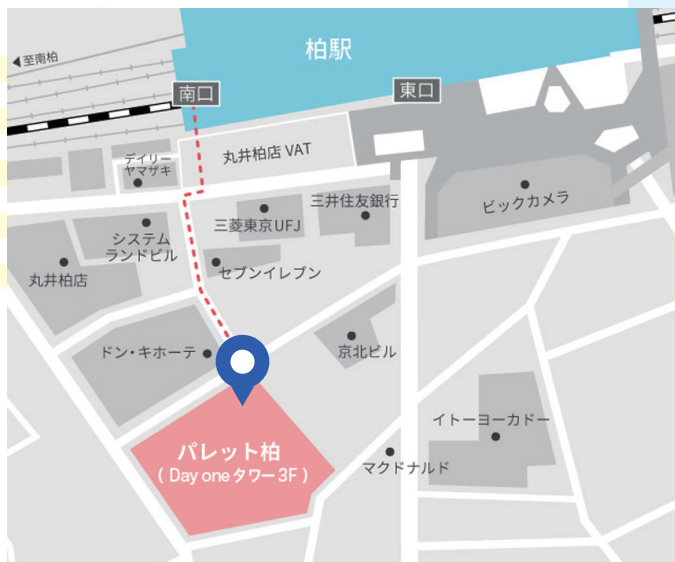 柏駅
◀至南柏
南口
東口
丸井柏店 VAT
デイリー
ヤマザキ
三井住友銀行
ビックカメラ
三菱東京UFJ
システム
ランドビル
セブンイレブン
丸井柏店
ドン・キホーテ
京北ビル
イトーヨーカドー
パレット柏
( Day one タワー 3F )
マクドナルド